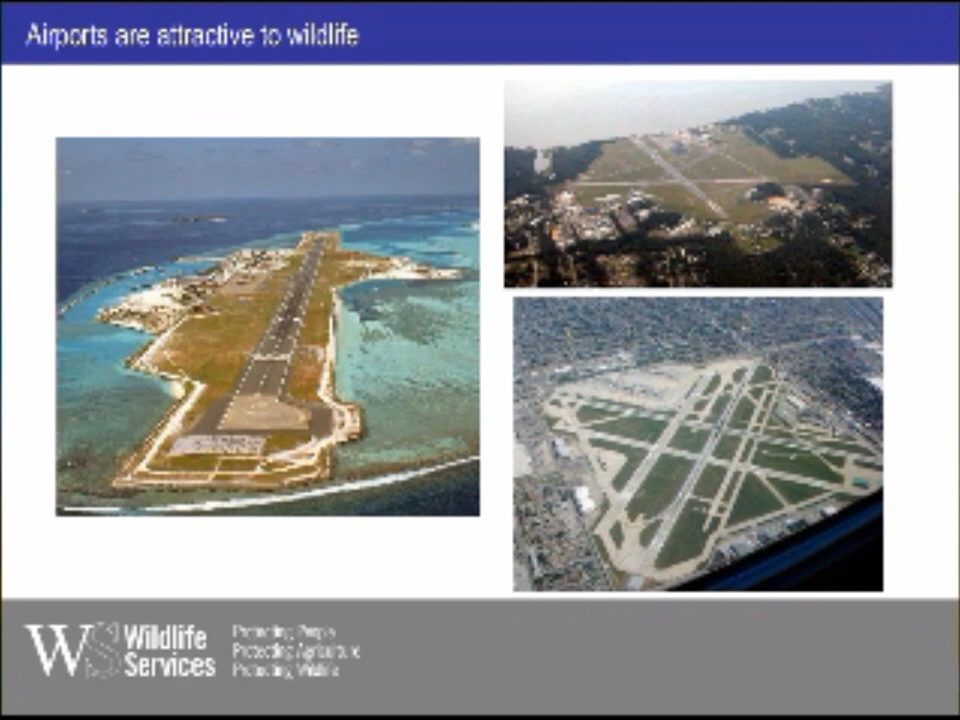 Airports are attractive to wildlife
WS Wildlife Services
Protecting People
Protecting Agriculture
Protecting Wildlife